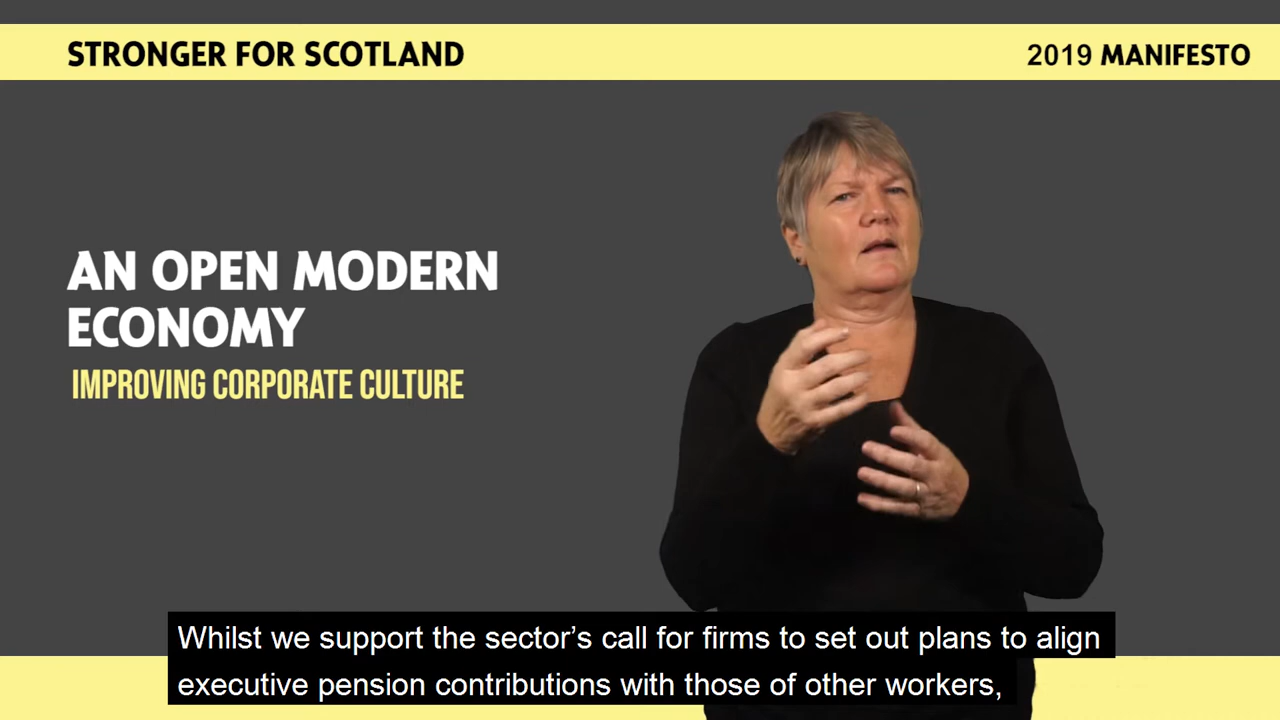 STRONGER FOR SCOTLAND
2019 MANIFESTO
AN OPEN MODERN
ECONOMY
IMPROVING CORPORATE CULTURE
Whilst we support the sector’s call for firms to set out plans to align
executive pension contributions with those of other workers,